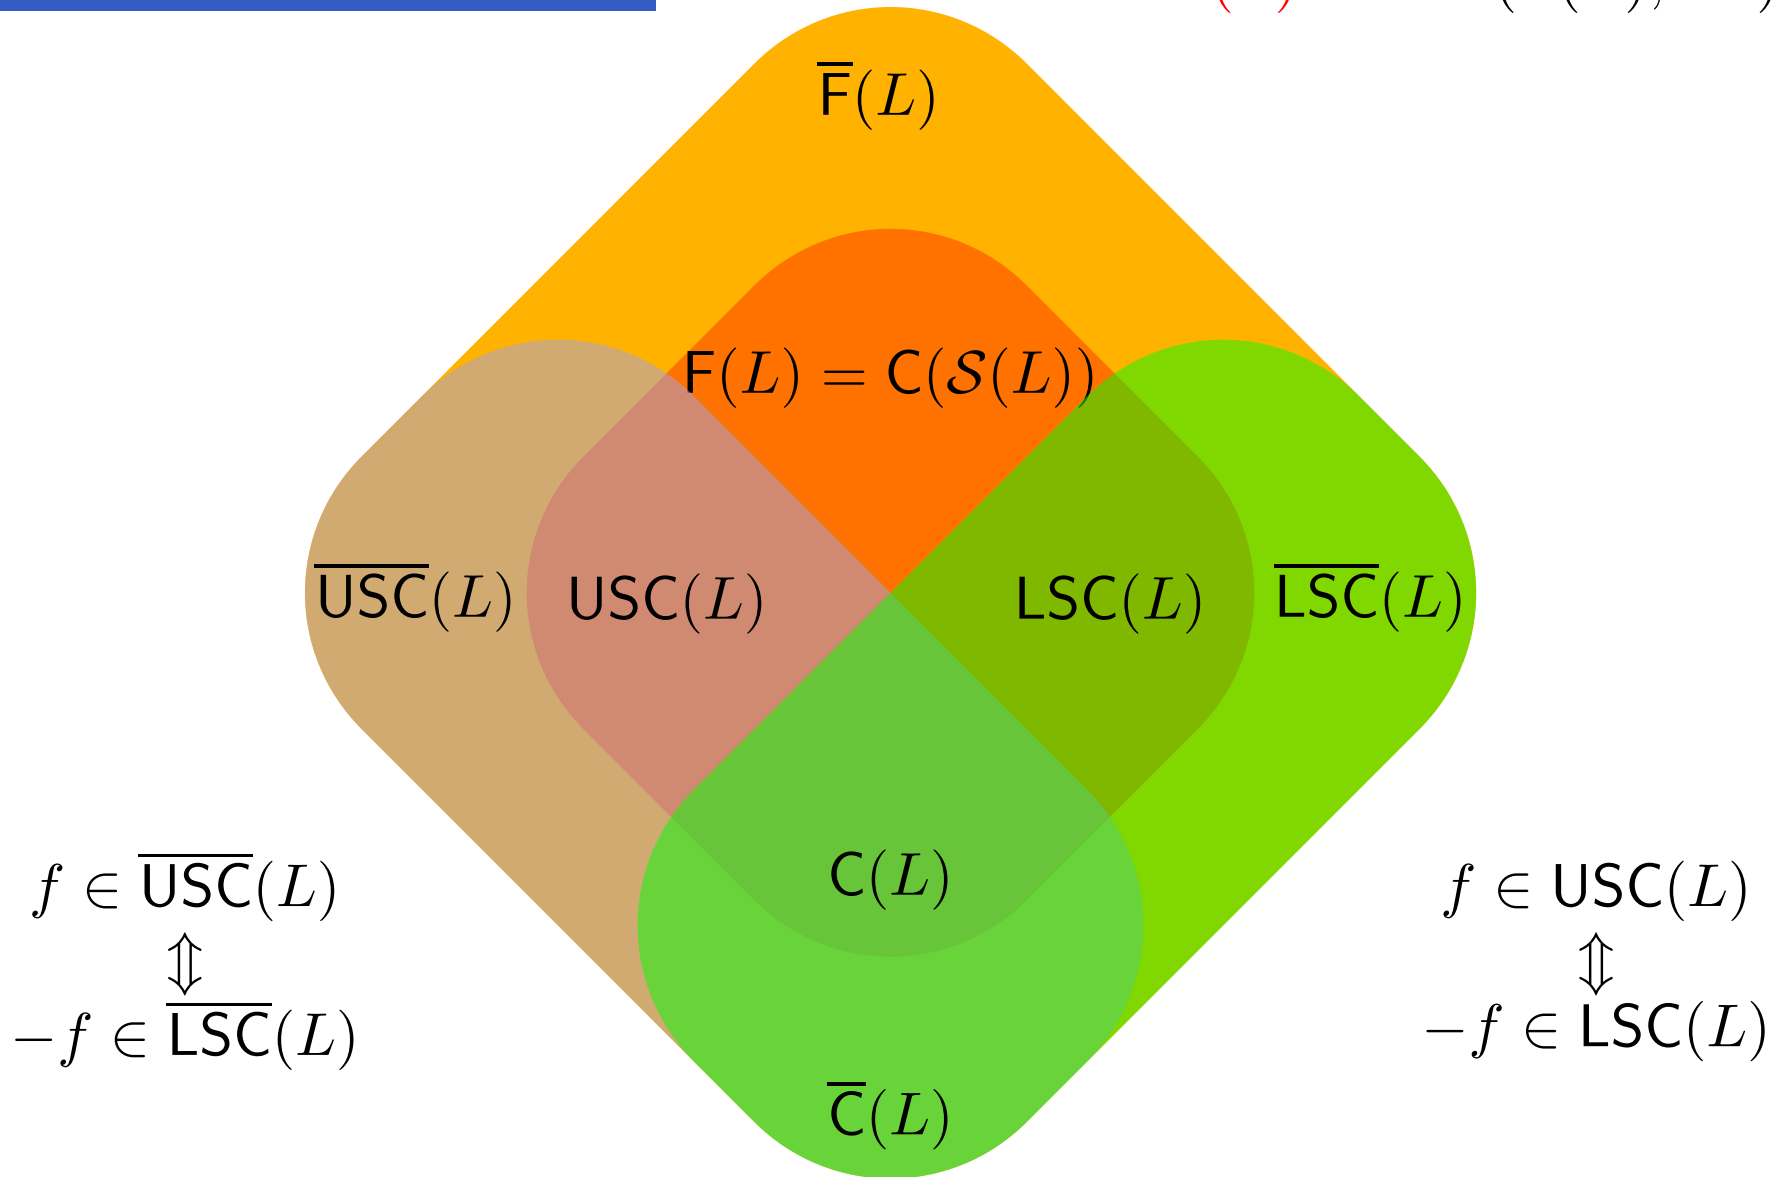 F̅(L)
F(L) = C(𝒮(L))
U̅S̅C̅(L) USC(L) LSC(L) L̅S̅C̅(L)
C(L)
f ∈ U̅S̅C̅(L)
⇕
−f ∈ L̅S̅C̅(L)
f ∈ USC(L)
⇕
−f ∈ LSC(L)
C̅(L)